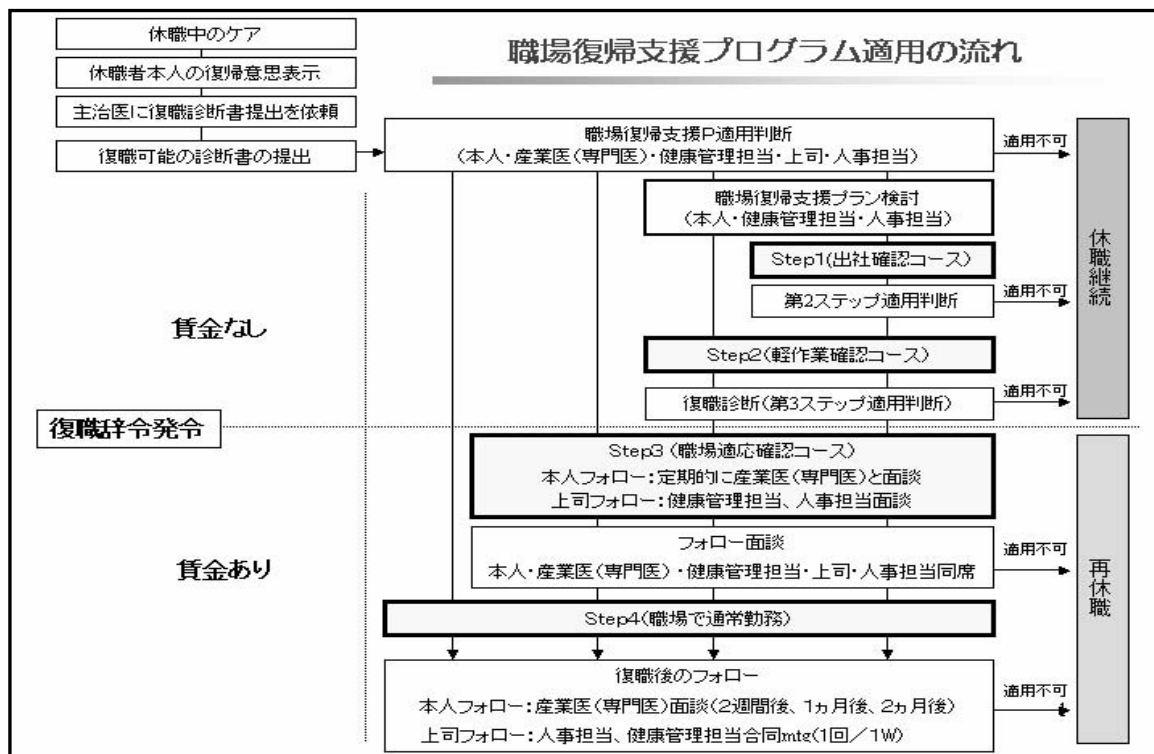 職場復帰支援プログラム適用の流れ
休職中のケア
休職者本人の復帰意思表示
主治医に復職診断書提出を依頼
復職可能の診断書の提出
職場復帰支援P適用判断
(本人・産業医(専門医)・健康管理担当・上司・人事担当)
適用不可
職場復帰支援プラン検討
(本人・健康管理担当・人事担当)
Step1(出社確認コース)
第2ステップ適用判断
適用不可
休職継続
賃金なし
Step2(軽作業確認コース)
復職診断(第3ステップ適用判断)
適用不可
復職辞令発令
Step3(職場適応確認コース)
本人フォロー:定期的に産業医(専門医)と面談
上司フォロー:健康管理担当、人事担当面談
賃金あり
フォロー面談
本人・産業医(専門医)・健康管理担当・上司・人事担当同席
適用不可
再休職
Step4(職場で通常勤務)
復職後のフォロー
本人フォロー:産業医(専門医)面談(2週間後、1ヵ月後、2ヵ月後)
上司フォロー:人事担当、健康管理担当合同mtg(1回/1W)
適用不可